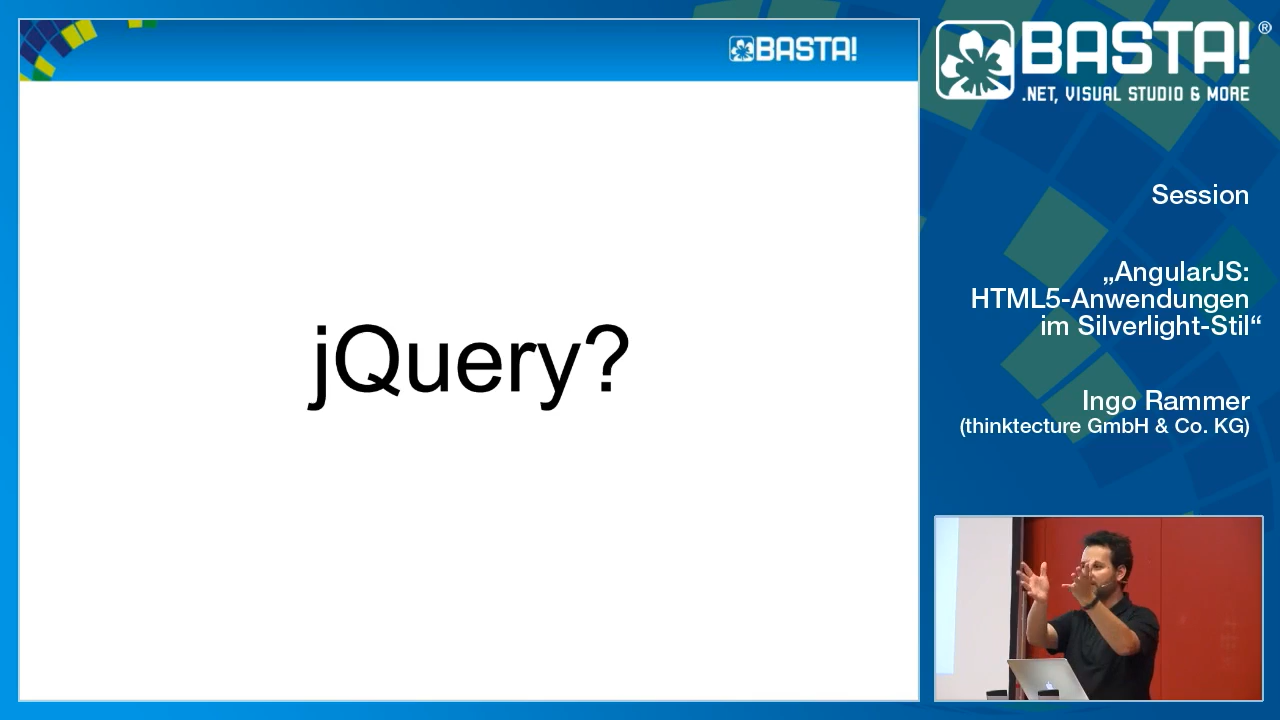 BASTA!
jQuery?
BASTA!®
.NET, VISUAL STUDIO & MORE
Session
„AngularJS:
HTML5-Anwendungen
im Silverlight-Stil“
Ingo Rammer
(thinktecture GmbH & Co. KG)